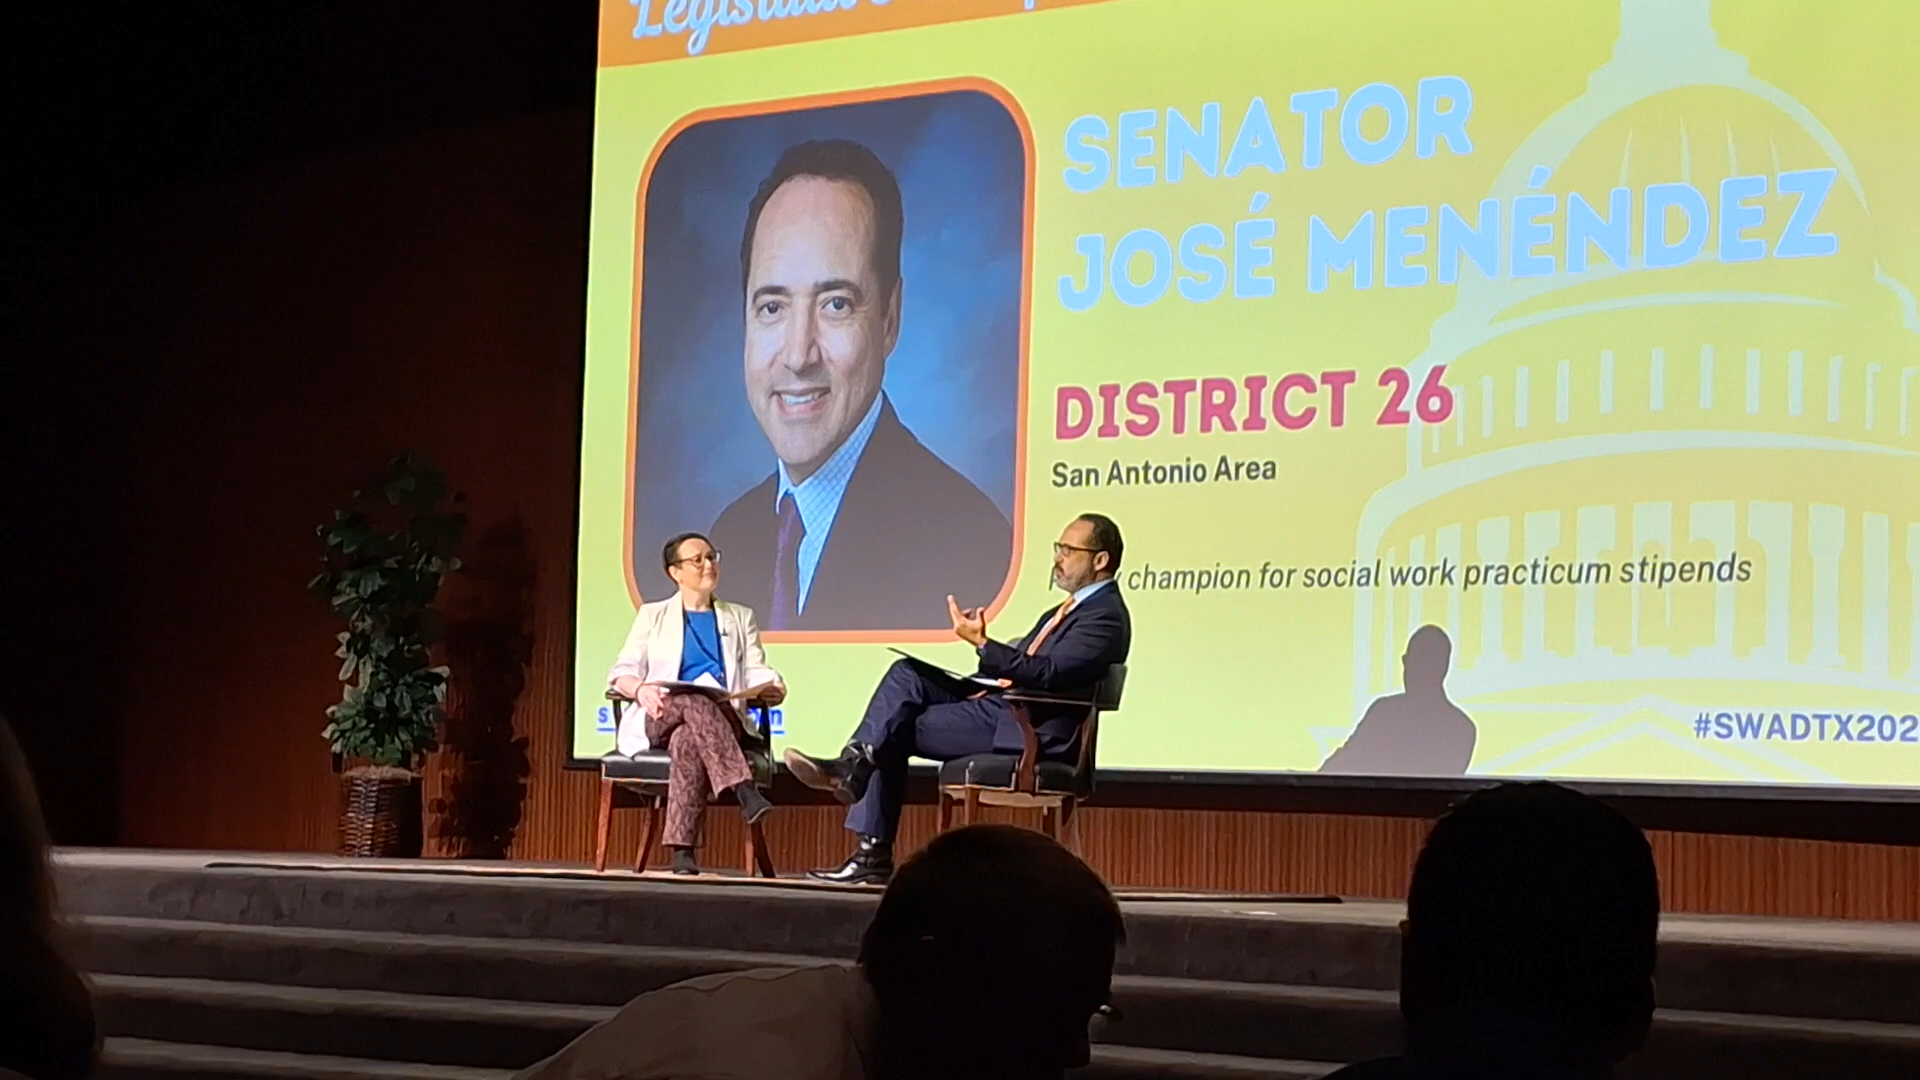 SENATOR
JOSÉ MENÉNDEZ
DISTRICT 26
San Antonio Area
champion for social work practicum stipends
#SWADTX202